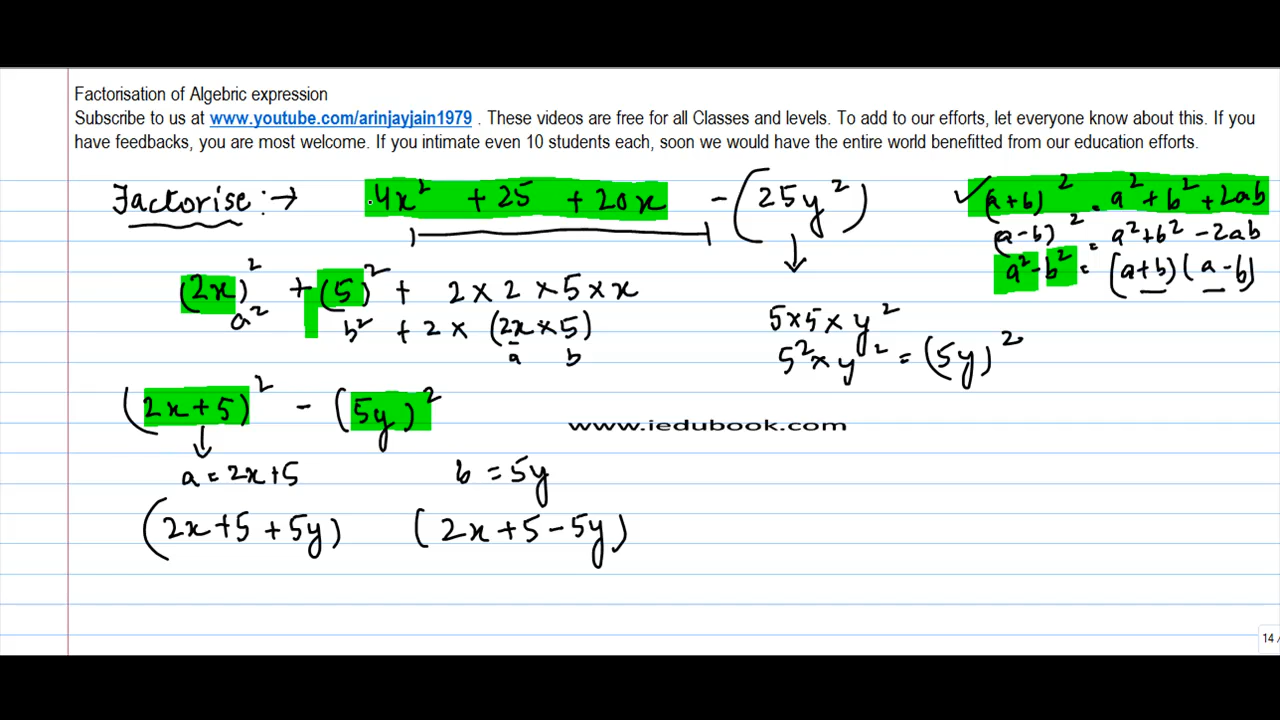 Factorisation of Algebric expression
Subscribe to us at www.youtube.com/arinjayjain1979 . These videos are free for all Classes and levels. To add to our efforts, let everyone know about this. If you
have feedbacks, you are most welcome. If you intimate even 10 students each, soon we would have the entire world benefitted from our education efforts.
Factorise :→ 4x² + 25 + 20x - (25y²)
✓(a+b)² = a² + b² + 2ab
(a-b)² = a² + b² - 2ab
a² - b² = (a+b) (a-b)
(2x)² + (5)² + 2 × 2 × 5 × x
a² b² + 2 × (2x × 5)
a b
5 × 5 × y²
5² × y² = (5y)²
(2x + 5)² - (5y)²
www.iedubook.com
a = 2x + 5 b = 5y
(2x + 5 + 5y) (2x + 5 - 5y)
14/